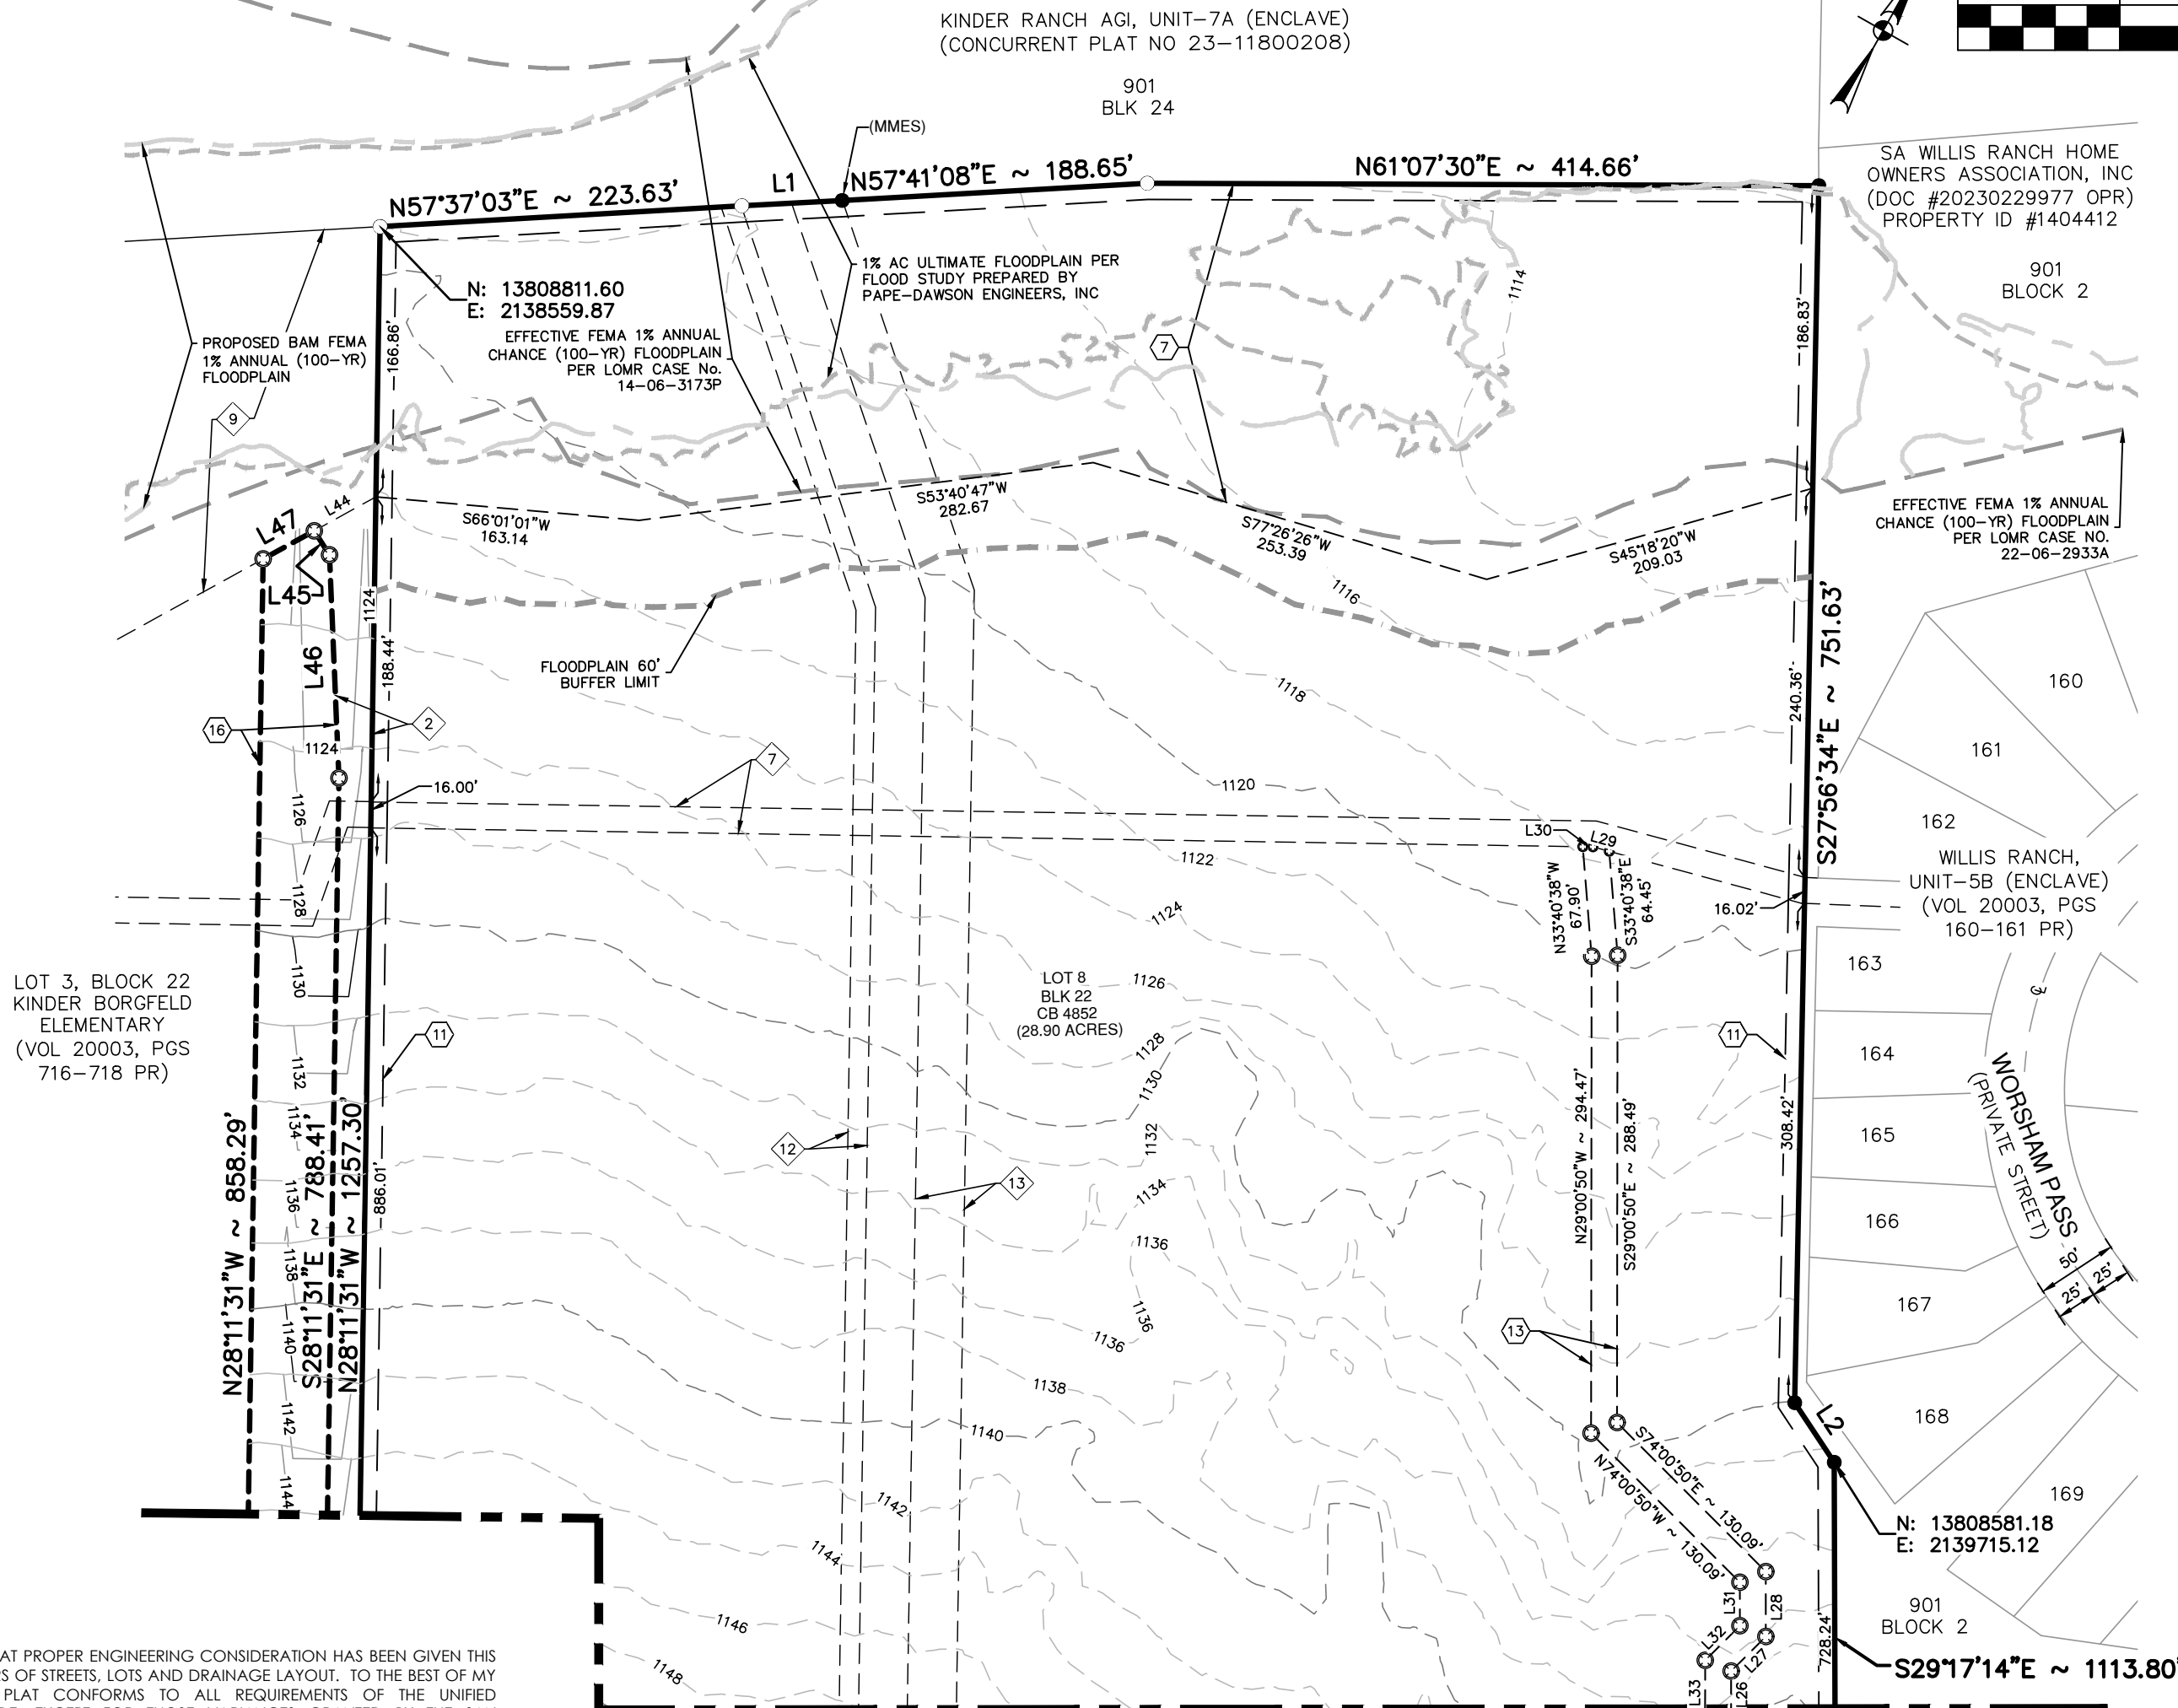 KINDER RANCH AGI, UNIT-7A (ENCLAVE)
(CONCURRENT PLAT NO 23-11800208)
901
BLK 24
(MMES)
N57°37'03"E ~ 223.63'
L1
N57°41'08"E ~ 188.65'
N61°07'30"E ~ 414.66'
SA WILLIS RANCH HOME
OWNERS ASSOCIATION, INC
(DOC #20230229977 OPR)
PROPERTY ID #1404412
901
BLOCK 2
N: 13808811.60
E: 2138559.87
1% AC ULTIMATE FLOODPLAIN PER
FLOOD STUDY PREPARED BY
PAPE-DAWSON ENGINEERS, INC
EFFECTIVE FEMA 1% ANNUAL
CHANCE (100-YR) FLOODPLAIN
PER LOMR CASE No.
14-06-3173P
PROPOSED BAM FEMA
1% ANNUAL (100-YR)
FLOODPLAIN
166.86'
186.83'
1114
7
9
L44
L47
L45
L46
S66°01'01"W
163.14
S53°40'47"W
282.67
S77°26'26"W
253.39
S45°18'20"W
209.03
EFFECTIVE FEMA 1% ANNUAL
CHANCE (100-YR) FLOODPLAIN
PER LOMR CASE NO.
22-06-2933A
1124
188.44'
FLOODPLAIN 60'
BUFFER LIMIT
1116
1118
240.36'
S27°56'34"E ~ 751.63'
160
161
162
16
2
1124
7
16.00'
1120
1126
1122
L30
L29
N33°40'38"W
67.90'
S33°40'38"E
64.45'
16.02'
WILLIS RANCH,
UNIT-5B (ENCLAVE)
(VOL 20003, PGS
160-161 PR)
1128
1124
1130
LOT 3, BLOCK 22
KINDER BORGFELD
ELEMENTARY
(VOL 20003, PGS
716-718 PR)
LOT 8
BLK 22
CB 4852
(28.90 ACRES)
1126
163
164
165
166
167
168
169
11
11
1128
1130
1132
1132
1134
1134
1136
1136
1136
1136
1138
1138
1140
1140
1142
1142
1144
1144
1146
1148
12
13
13
N28°11'31"W ~ 858.29'
S28°11'31"E ~ 788.41'
N28°11'31"W ~ 1257.30'
886.01'
N29°00'50"W ~ 294.47'
S29°00'50"E ~ 288.49'
308.42'
WORSHAM PASS
(PRIVATE STREET)
50'
25'
25'
L2
S74°00'50"E ~ 130.09'
N74°00'50"W ~ 130.09'
N: 13808581.18
E: 2139715.12
L31
L28
L32
L27
L33
L26
728.24'
901
BLOCK 2
S29°17'14"E ~ 1113.80'
AT PROPER ENGINEERING CONSIDERATION HAS BEEN GIVEN THIS
S OF STREETS, LOTS AND DRAINAGE LAYOUT. TO THE BEST OF MY
PLAT CONFORMS TO ALL REQUIREMENTS OF THE UNIFIED